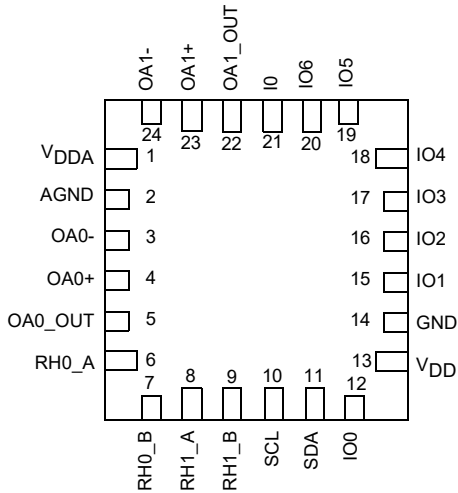 OA1-
OA1+
OA1_OUT
I0
IO6
IO5
24
23
22
21
20
19
VDDA
1
18
IO4
AGND
2
17
IO3
OA0-
3
16
IO2
OA0+
4
15
IO1
OA0_OUT
5
14
GND
RH0_A
6
13
VDD
7
8
9
10
11
12
RH0_B
RH1_A
RH1_B
SCL
SDA
IO0